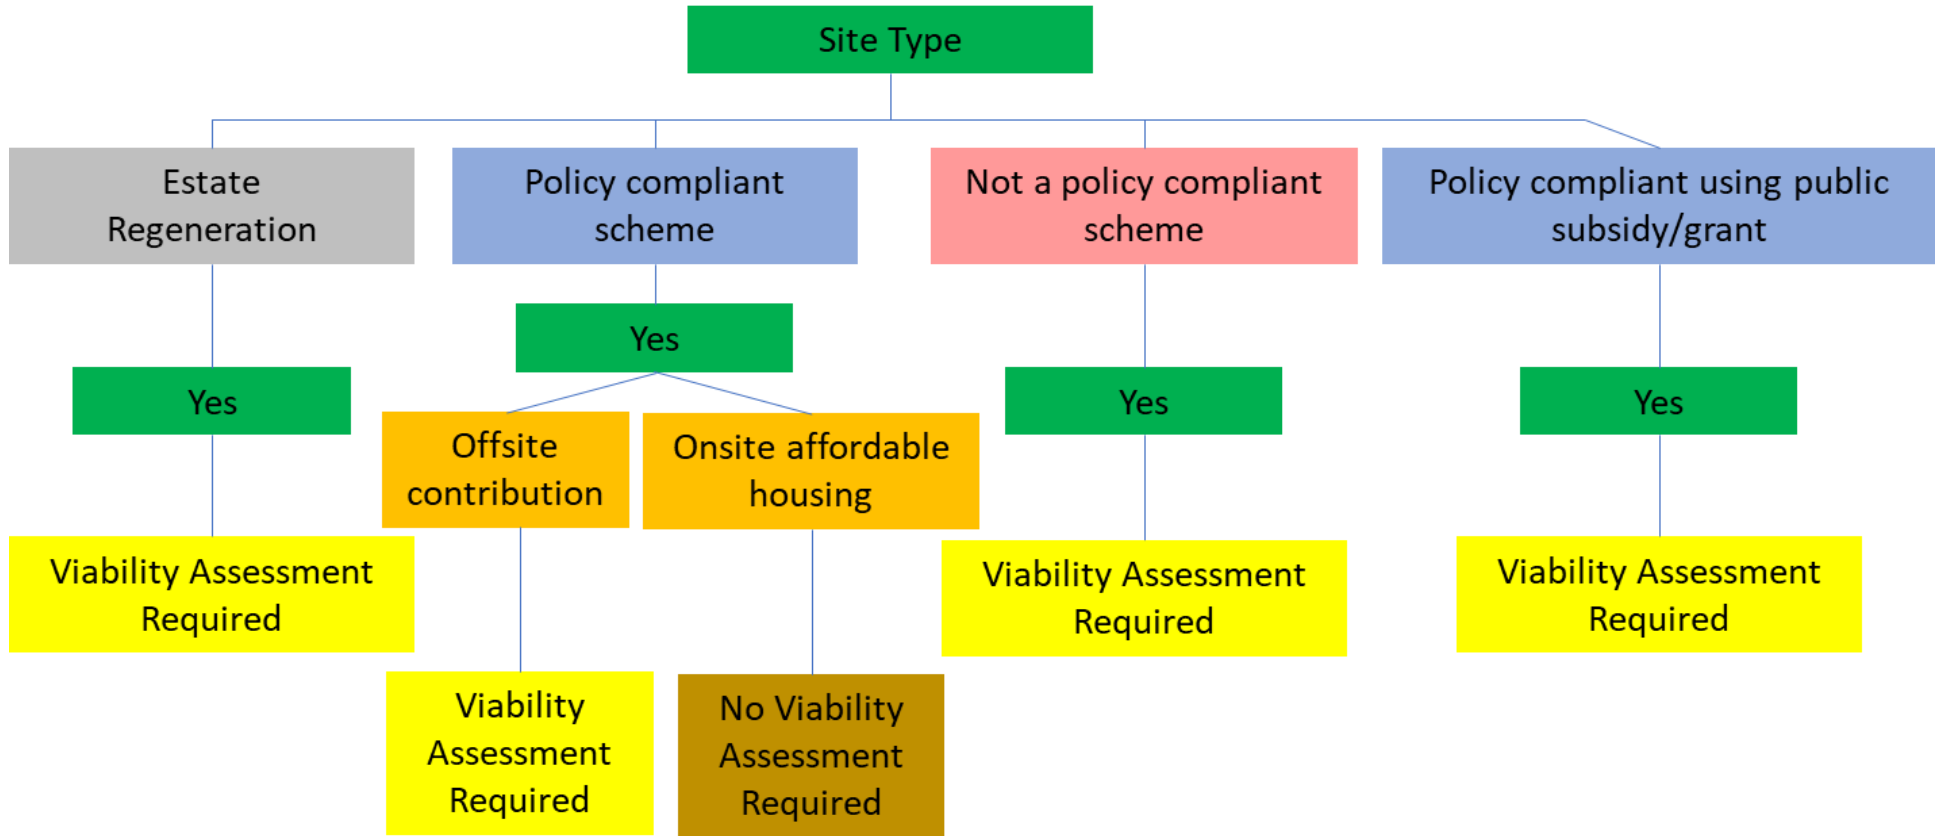 Site Type
Estate
Regeneration
Policy compliant
scheme
Not a policy compliant
scheme
Policy compliant using public
subsidy/grant
Yes
Yes
Yes
Yes
Offsite
contribution
Onsite affordable
housing
Viability Assessment
Required
Viability Assessment
Required
Viability Assessment
Required
Viability
Assessment
Required
No Viability
Assessment
Required